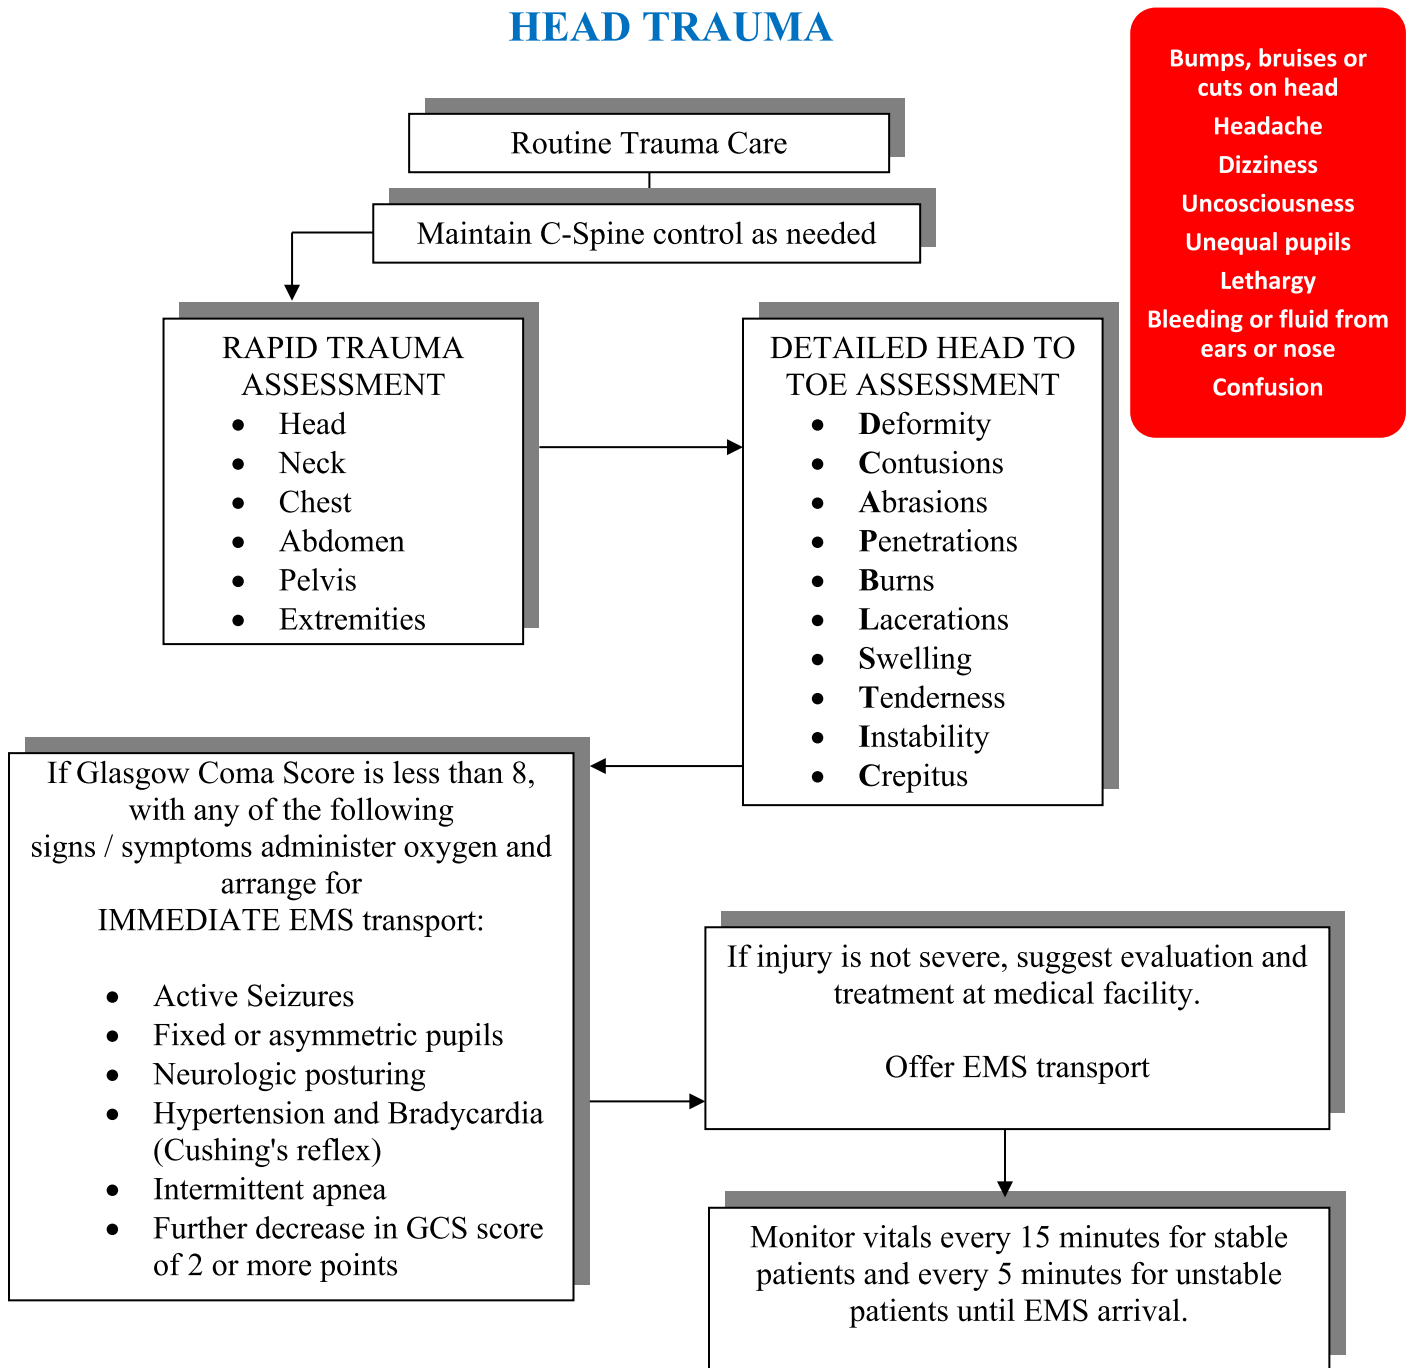 HEAD TRAUMA
Bumps, bruises or
cuts on head
Headache
Dizziness
Uncosciousness
Unequal pupils
Lethargy
Bleeding or fluid from
ears or nose
Confusion
Routine Trauma Care
Maintain C-Spine control as needed
RAPID TRAUMA
ASSESSMENT
• Head
• Neck
• Chest
• Abdomen
• Pelvis
• Extremities
DETAILED HEAD TO
TOE ASSESSMENT
• Deformity
• Contusions
• Abrasions
• Penetrations
• Burns
• Lacerations
• Swelling
• Tenderness
• Instability
• Crepitus
If Glasgow Coma Score is less than 8,
with any of the following
signs / symptoms administer oxygen and
arrange for
IMMEDIATE EMS transport:
• Active Seizures
• Fixed or asymmetric pupils
• Neurologic posturing
• Hypertension and Bradycardia
(Cushing's reflex)
• Intermittent apnea
• Further decrease in GCS score
of 2 or more points
If injury is not severe, suggest evaluation and
treatment at medical facility.
Offer EMS transport
Monitor vitals every 15 minutes for stable
patients and every 5 minutes for unstable
patients until EMS arrival.